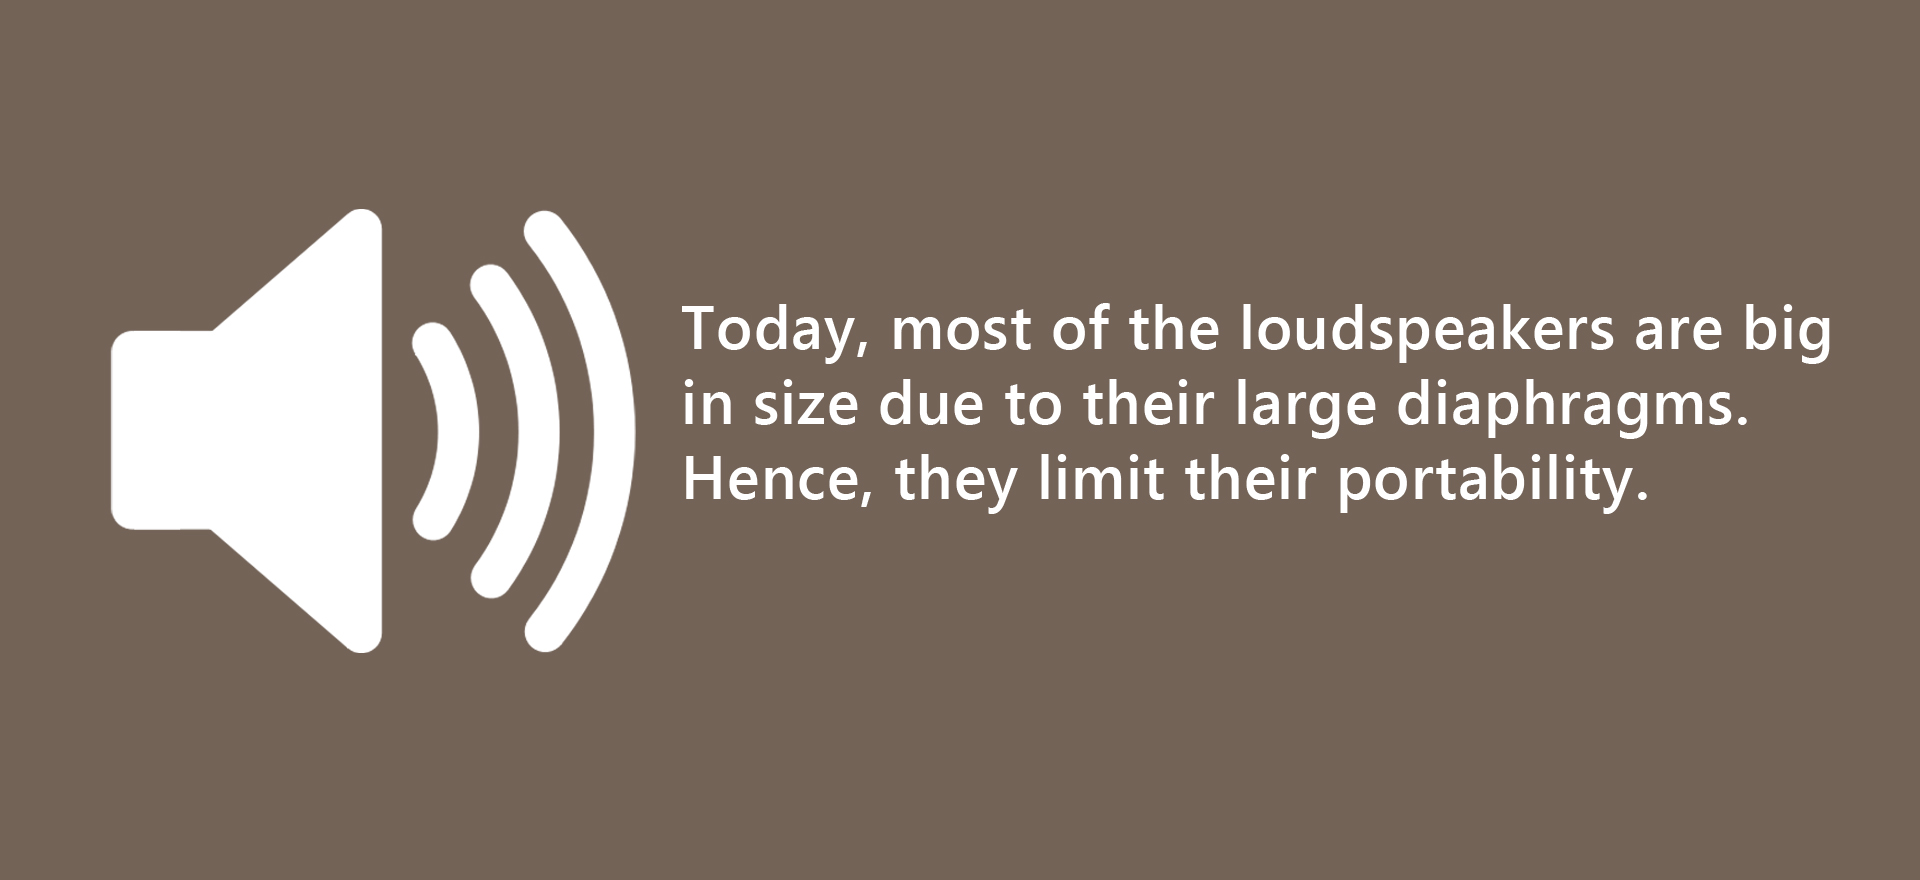 Today, most of the loudspeakers are big
in size due to their large diaphragms.
Hence, they limit their portability.